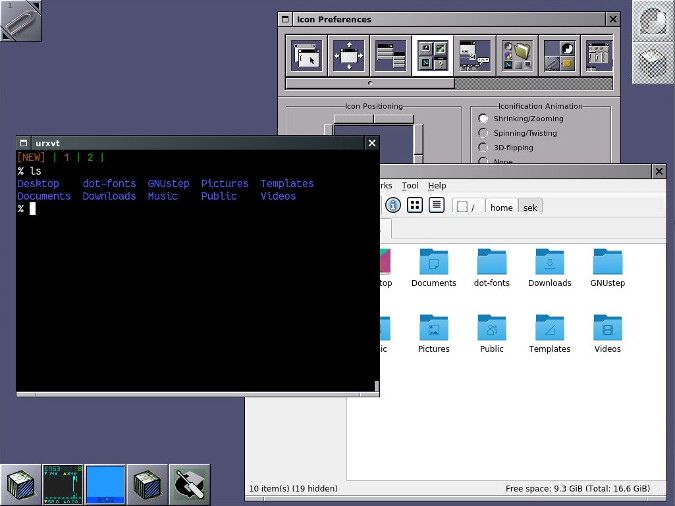 1
Icon Preferences
Icon Positioning
Iconification Animation
Shrinking/Zooming
Spinning/Twisting
3D-flipping
None
urxvt
[NEW] | 1 | 2 |
% ls
Desktop dot-fonts GNUstep Pictures Templates
Documents Downloads Music Public Videos
%
rks Tool Help
/ home sek
top Documents dot-fonts Downloads GNUstep
ic Pictures Public Templates Videos
10 item(s) (19 hidden) Free space: 9.3 GiB (Total: 16.6 GiB)